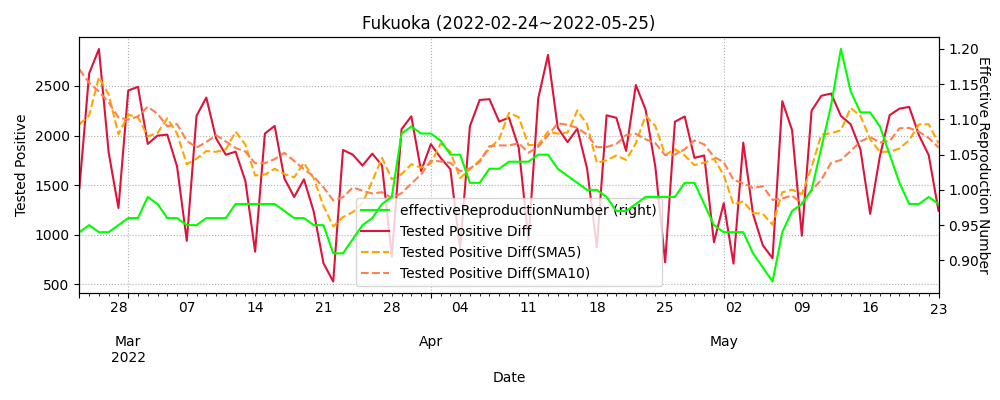 Fukuoka (2022-02-24~2022-05-25)
Tested Positive
2500
2000
1500
1000
500
1.20
1.15
1.10
1.05
1.00
0.95
0.90
Effective Reproduction Number
effectiveReproductionNumber (right)
Tested Positive Diff
Tested Positive Diff(SMA5)
Tested Positive Diff(SMA10)
28 07 14 21 28 04 11 18 25 02 09 16 23
Mar Apr May
2022
Date